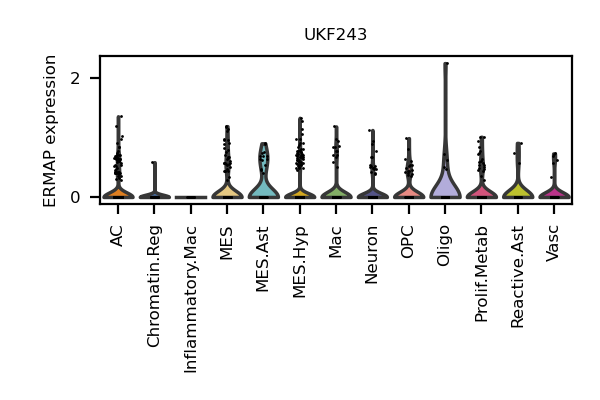 UKF243
ERMAP expression
2
0
AC
Chromatin.Reg
Inflammatory.Mac
MES
MES.Ast
MES.Hyp
Mac
Neuron
OPC
Oligo
Prolif.Metab
Reactive.Ast
Vasc